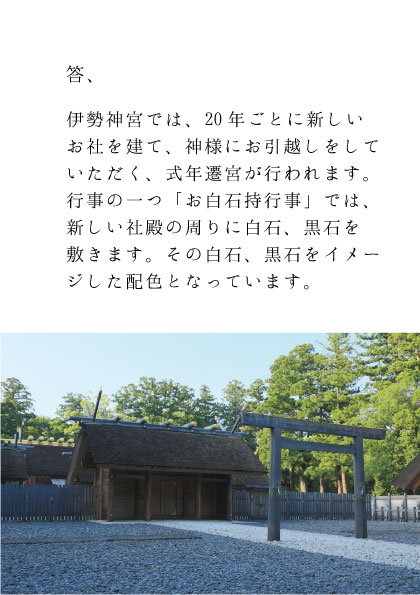 答、
伊勢神宮では、20年ごとに新しい
お社を建て、神様にお引越しをして
いただく、式年遷宮が行われます。
行事の一つ「お白石持行事」では、
新しい社殿の周りに白石、黒石を
敷きます。その白石、黒石をイメー
ジした配色となっています。